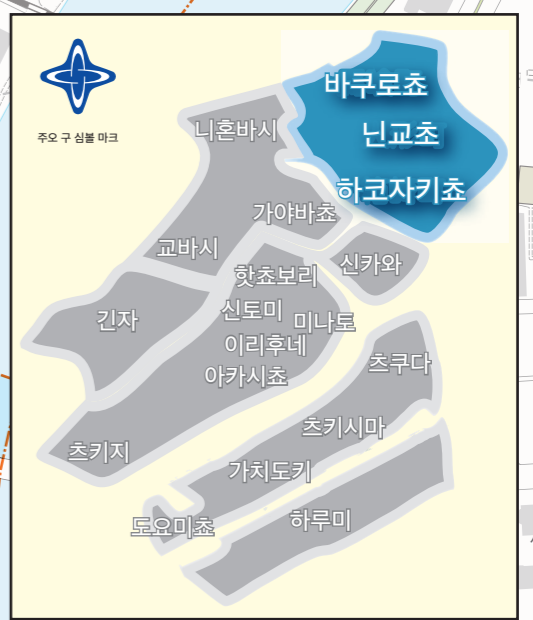 주오 구 심볼 마크
바쿠로쵸
닌교초
하코자키쵸
니혼바시
가야바쵸
교바시
신카와
핫쵸보리
긴자
신토미
미나토
이리후네
아카시쵸
츠쿠다
츠키지
츠키시마
가치도키
도요미쵸
하루미